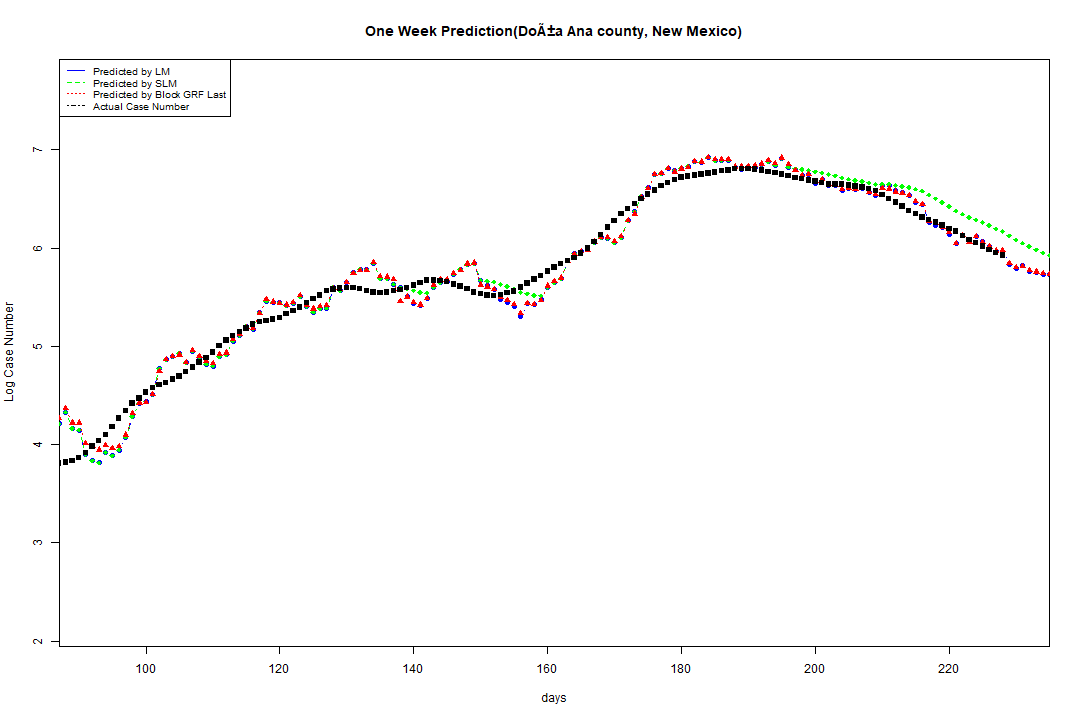 One Week Prediction(DoÃ±a Ana county, New Mexico)
Predicted by LM
Predicted by SLM
Predicted by Block GRF Last
Actual Case Number
7
6
5
4
3
2
Log Case Number
100 120 140 160 180 200 220
days